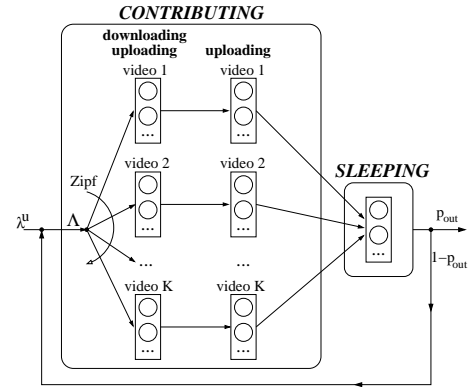 CONTRIBUTING
downloading
uploading
uploading
video 1
video 1
...
...
video 2
video 2
SLEEPING
Zipf
λᵘ
Λ
...
...
...
p_out
1−p_out
...
...
video K
video K
...
...